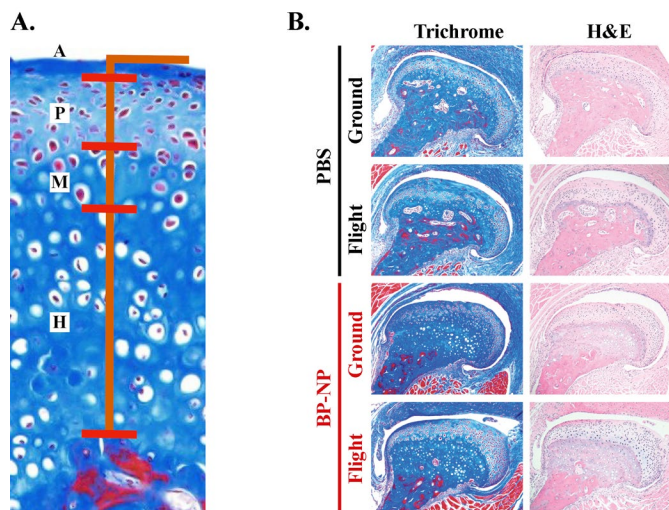 A.
A
P
M
H
B.
Trichrome
H&E
PBS
Ground
Flight
BP-NP
Ground
Flight